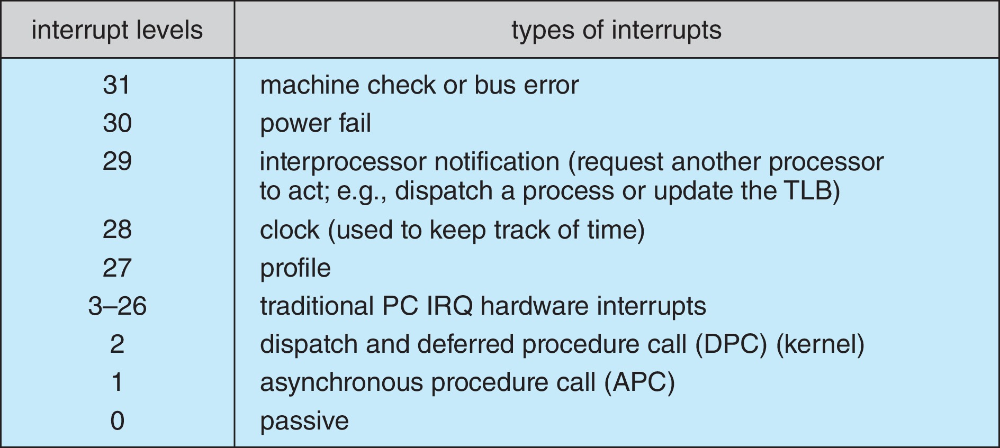 interrupt levels types of interrupts
31 machine check or bus error
30 power fail
29 interprocessor notification (request another processor
to act; e.g., dispatch a process or update the TLB)
28 clock (used to keep track of time)
27 profile
3–26 traditional PC IRQ hardware interrupts
2 dispatch and deferred procedure call (DPC) (kernel)
1 asynchronous procedure call (APC)
0 passive